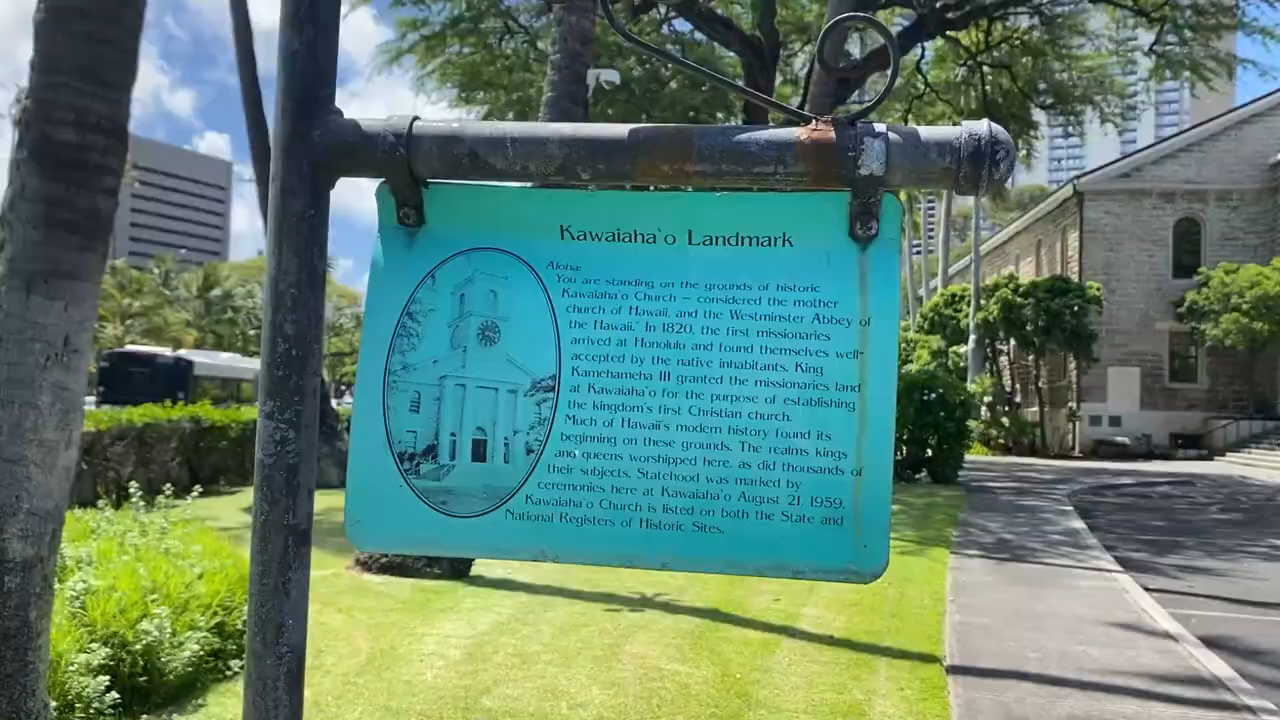 Kawaiaha`o Landmark
Aloha:
You are standing on the grounds of historic
Kawaiaha`o Church – considered the mother
church of Hawaii, and the Westminster Abbey of
the Hawaii." In 1820, the first missionaries
arrived at Honolulu and found themselves well-
accepted by the native inhabitants. King
Kamehameha III granted the missionaries land
at Kawaiaha`o for the purpose of establishing
the kingdom's first Christian church.
Much of Hawaii's modern history found its
beginning on these grounds. The realms kings
and queens worshipped here, as did thousands of
their subjects. Statehood was marked by
ceremonies here at Kawaiaha`o August 21, 1959.
Kawaiaha`o Church is listed on both the State and
National Registers of Historic Sites.